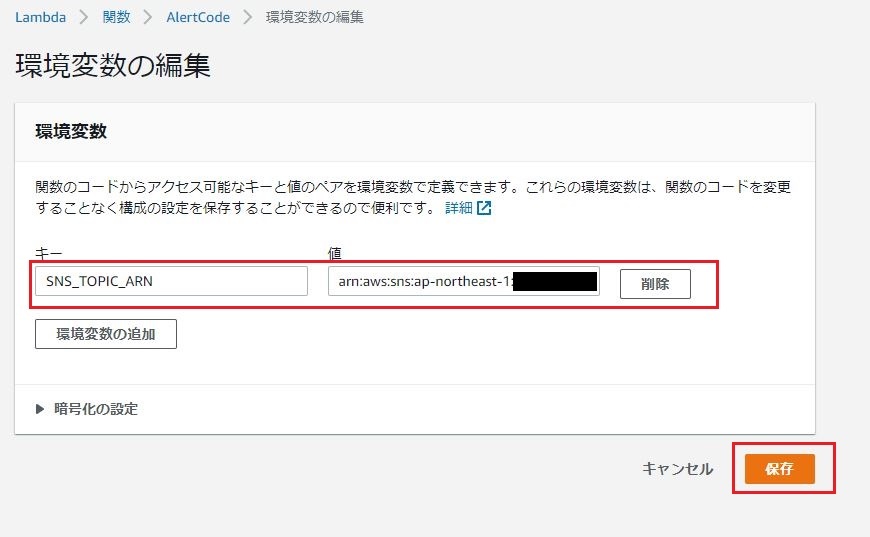 Lambda > 関数 > AlertCode > 環境変数の編集
環境変数の編集
環境変数
関数のコードからアクセス可能なキーと値のペアを環境変数で定義できます。これらの環境変数は、関数のコードを変更
することなく構成の設定を保存することができるので便利です。 詳細
キー 値
SNS_TOPIC_ARN arn:aws:sns:ap-northeast-1: 削除
環境変数の追加
暗号化の設定
キャンセル 保存